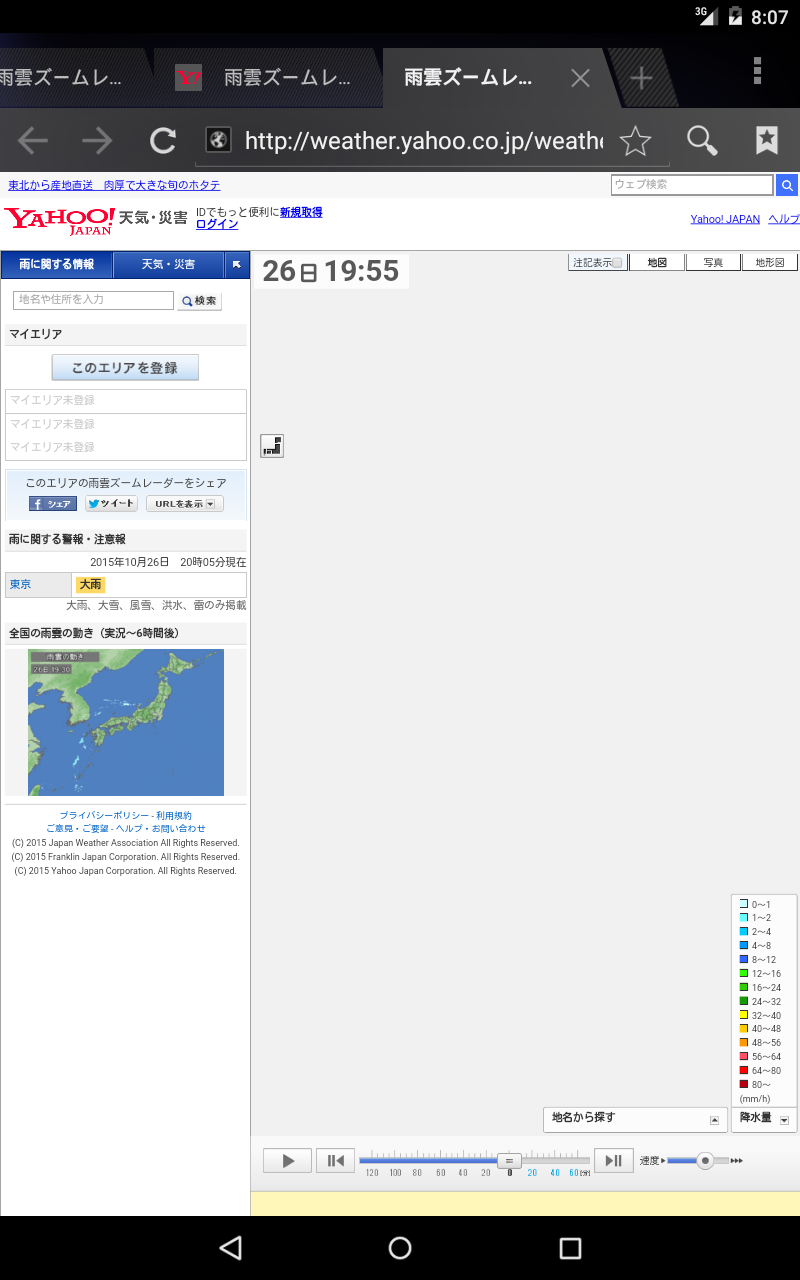 3G 8:07
雨雲ズームレ... Y? 雨雲ズームレ... 雨雲ズームレ...
http://weather.yahoo.co.jp/weathe
東北から産地直送 肉厚で大きな旬のホタテ
ウェブ検索
YAHOO! JAPAN 天気・災害
IDでもっと便利に新規取得
ログイン
Yahoo! JAPAN ヘルプ
雨に関する情報 天気・災害
26日 19:55
注記表示 地図 写真 地形図
地名や住所を入力 検索
マイエリア
このエリアを登録
マイエリア未登録
マイエリア未登録
マイエリア未登録
このエリアの雨雲ズームレーダーをシェア
シェア ツイート URLを表示
雨に関する警報・注意報
2015年10月26日 20時05分現在
東京 大雨
大雨、大雪、風雪、洪水、雷のみ掲載
全国の雨雲の動き（実況〜6時間後）
雨雲の動き
26日 19:30
プライバシーポリシー - 利用規約
ご意見・ご要望 - ヘルプ・お問い合わせ
(C) 2015 Japan Weather Association All Rights Reserved.
(C) 2015 Franklin Japan Corporation. All Rights Reserved.
(C) 2015 Yahoo Japan Corporation. All Rights Reserved.
0〜1
1〜2
2〜4
4〜8
8〜12
12〜16
16〜24
24〜32
32〜40
40〜48
48〜56
56〜64
64〜80
80〜
(mm/h)
地名から探す 降水量
120 100 80 60 40 20 0 20 40 60(分)
速度